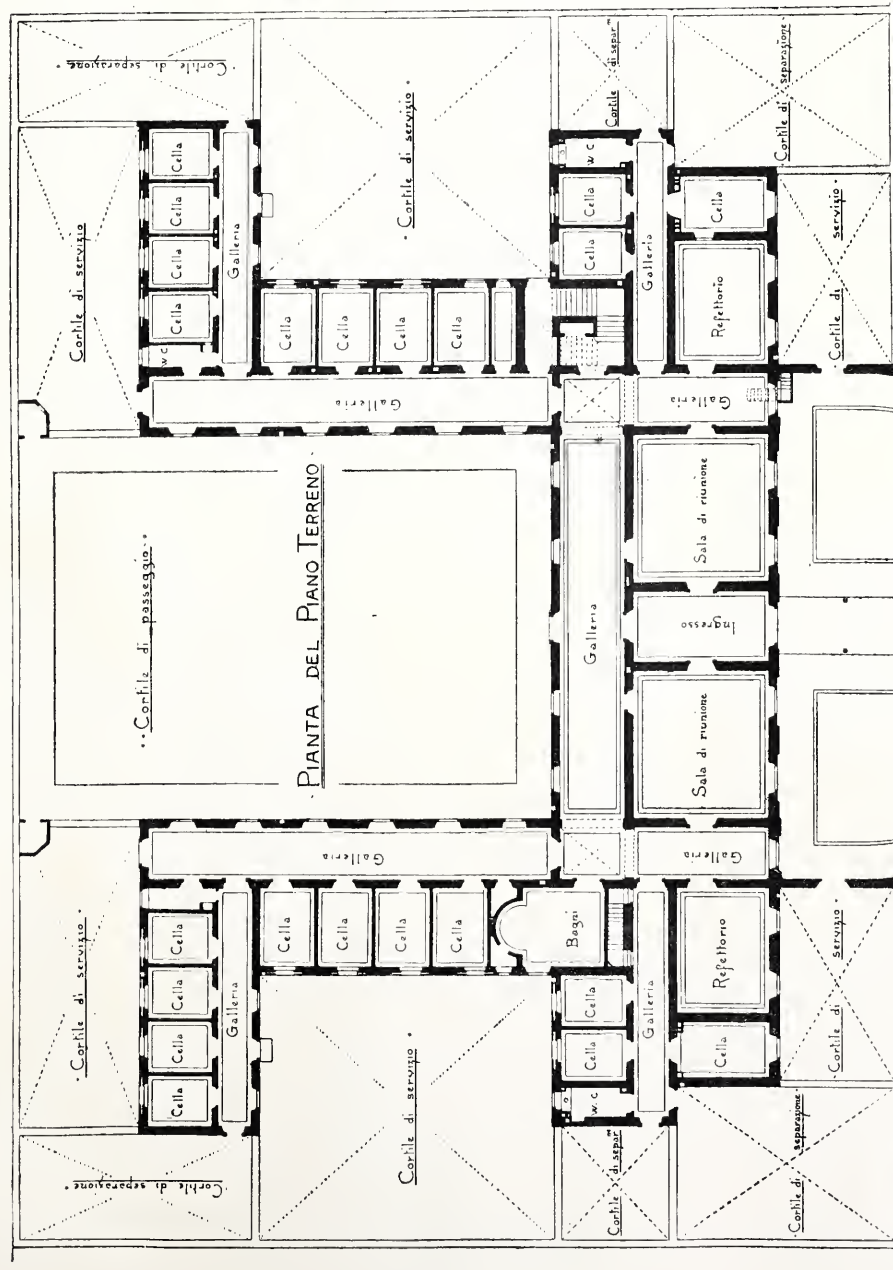 PIANTA DEL PIANO TERRENO
Cortile di separazione
Cortile di servizio
Cortile di separⁿᵉ
Cortile di separazione
Cortile di servizio
Cella
Cella
Cella
Cella
W C
Galleria
Cella
Cella
Cella
Cella
W C
Cella
Cella
Galleria
Cella
Refettorio
Cortile di servizio
Galleria
Galleria
Cortile di passeggio
Galleria
Sala di riunione
Ingresso
Sala di riunione
Galleria
Galleria
Cortile di servizio
Cella
Cella
Cella
Cella
Galleria
Cella
Cella
Cella
Cella
Bagni
Cella
Cella
W. C
Galleria
Refettorio
Cella
Cortile di servizio
Cortile di separazione
Cortile di servizio
Cortile di separⁿᵉ
Cortile di separazione